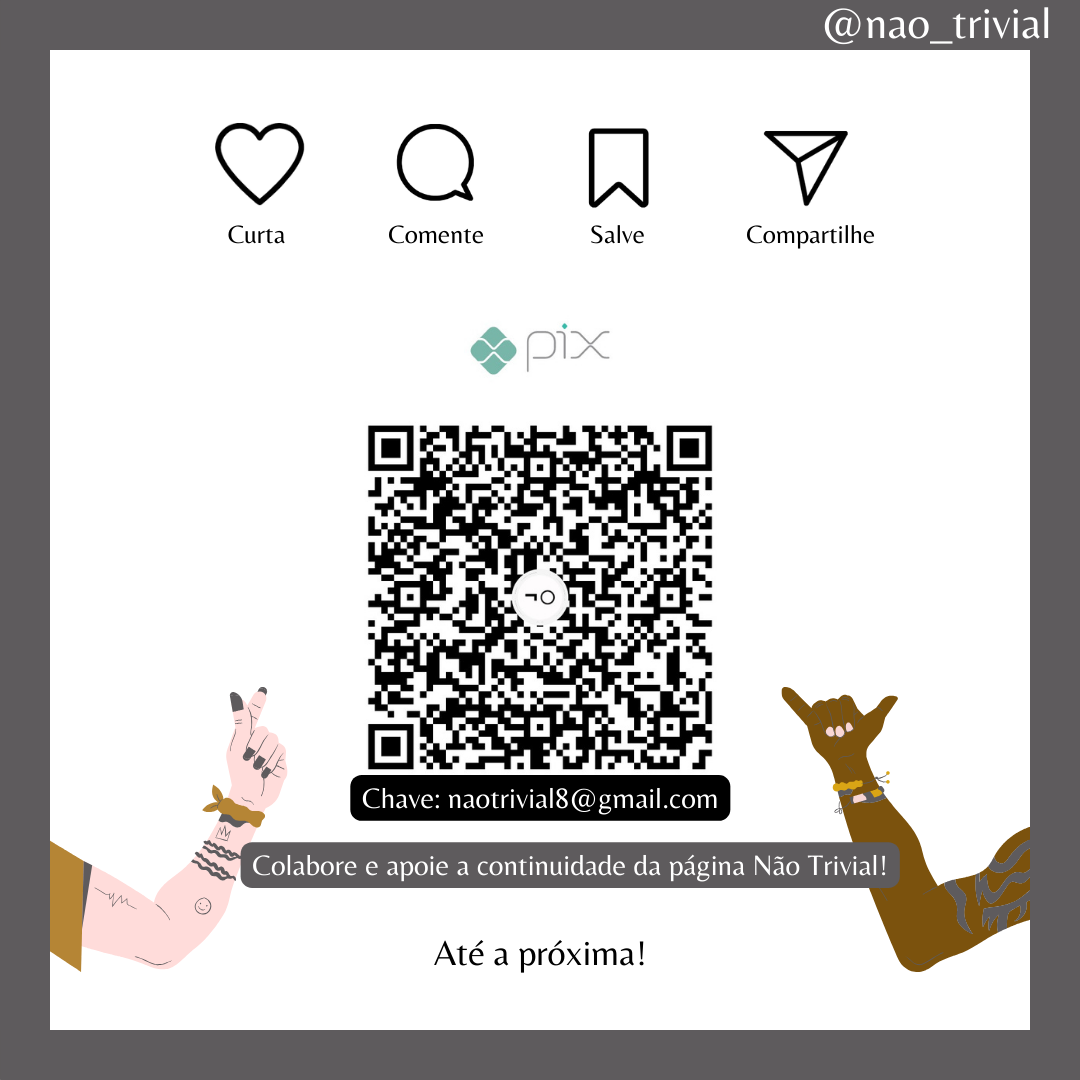 @nao_trivial
Curta Comente Salve Compartilhe
pix
Chave: naotrivial8@gmail.com
Colabore e apoie a continuidade da página Não Trivial!
Até a próxima!